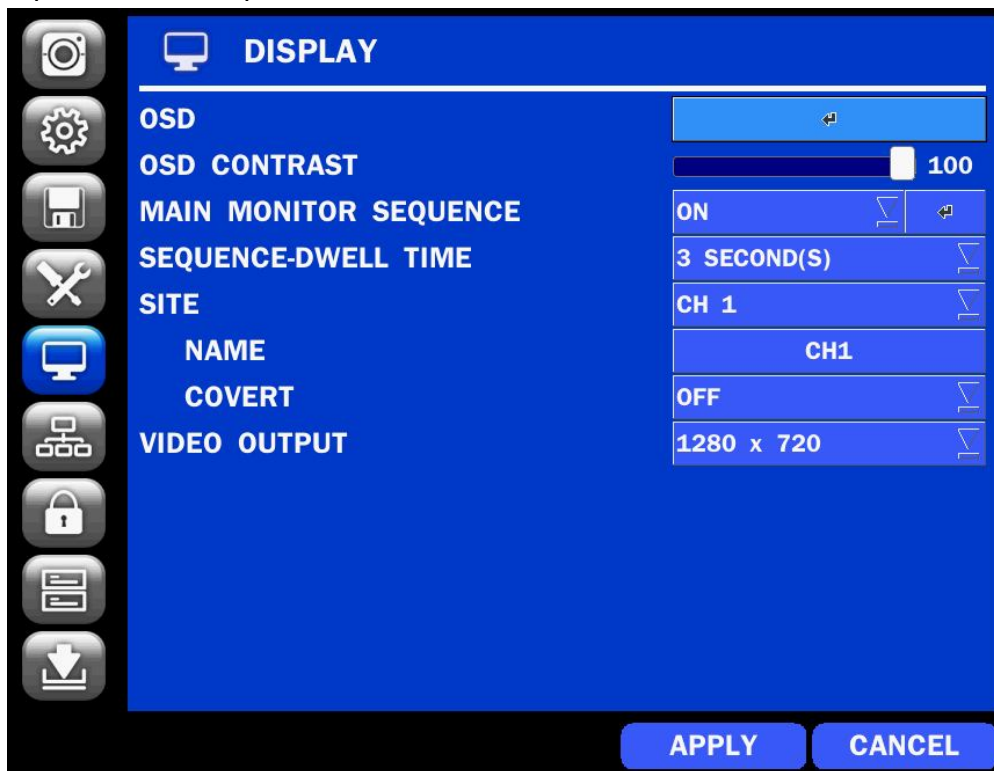 DISPLAY
OSD
OSD CONTRAST 100
MAIN MONITOR SEQUENCE ON
SEQUENCE-DWELL TIME 3 SECOND(S)
SITE CH 1
NAME CH1
COVERT OFF
VIDEO OUTPUT 1280 x 720
APPLY CANCEL